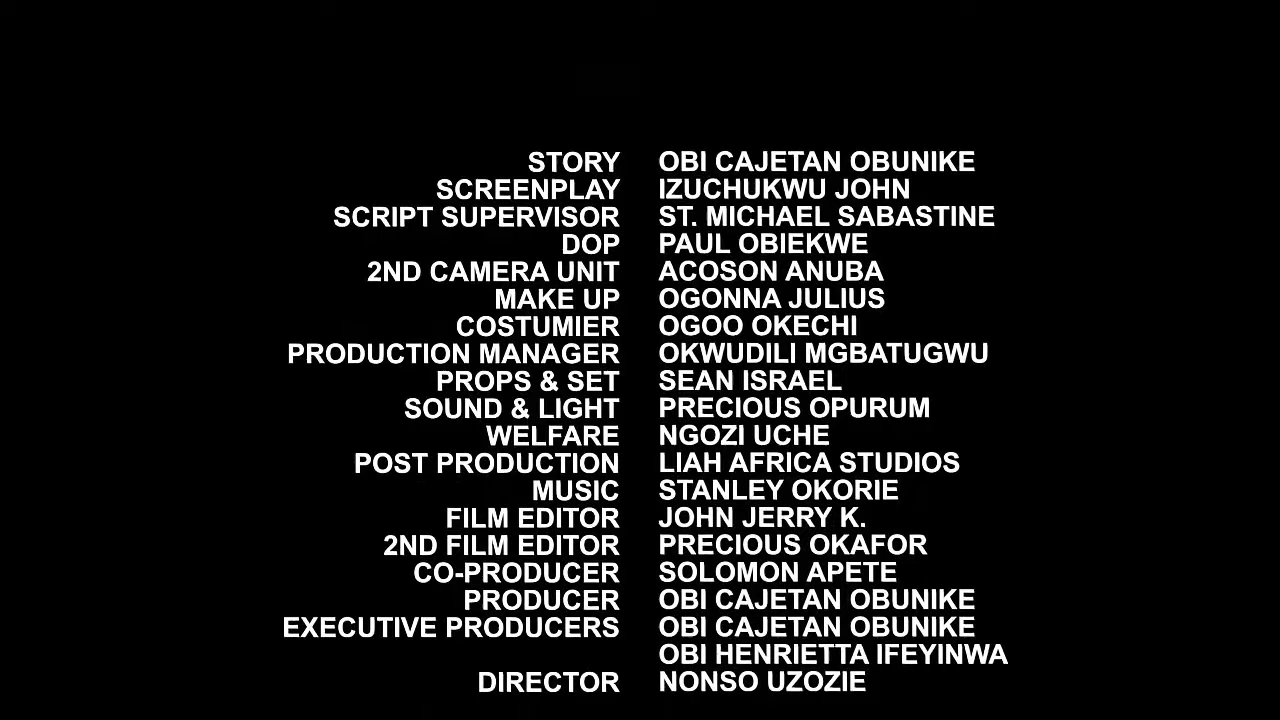 STORY OBI CAJETAN OBUNIKE
SCREENPLAY IZUCHUKWU JOHN
SCRIPT SUPERVISOR ST. MICHAEL SABASTINE
DOP PAUL OBIEKWE
2ND CAMERA UNIT ACOSON ANUBA
MAKE UP OGONNA JULIUS
COSTUMIER OGOO OKECHI
PRODUCTION MANAGER OKWUDILI MGBATUGWU
PROPS & SET SEAN ISRAEL
SOUND & LIGHT PRECIOUS OPURUM
WELFARE NGOZI UCHE
POST PRODUCTION LIAH AFRICA STUDIOS
MUSIC STANLEY OKORIE
FILM EDITOR JOHN JERRY K.
2ND FILM EDITOR PRECIOUS OKAFOR
CO-PRODUCER SOLOMON APETE
PRODUCER OBI CAJETAN OBUNIKE
EXECUTIVE PRODUCERS OBI CAJETAN OBUNIKE
OBI HENRIETTA IFEYINWA
DIRECTOR NONSO UZOZIE